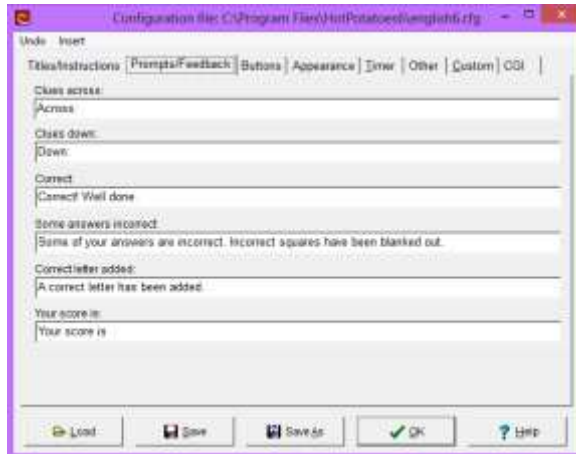 Configuration file: C:\Program Files\HotPotatoes6\english6.cfg
Undo Insert
Titles/Instructions Prompts/Feedback Buttons Appearance Timer Other Custom CGI
Clues across:
Across
Clues down:
Down:
Correct:
Correct! Well done
Some answers incorrect:
Some of your answers are incorrect. Incorrect squares have been blanked out.
Correct letter added:
A correct letter has been added.
Your score is:
Your score is
Load Save Save As OK Help